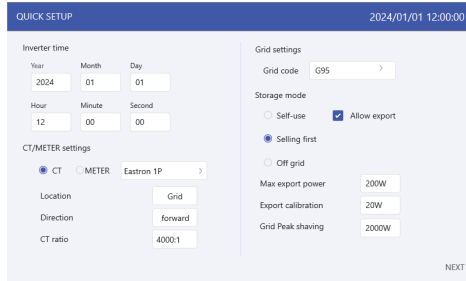 QUICK SETUP
2024/01/01 12:00:00
Inverter time
Year Month Day
2024 01 01
Hour Minute Second
12 00 00
CT/METER settings
CT METER Eastron 1P >
Location Grid
Direction forward
CT ratio 4000:1
Grid settings
Grid code G95 >
Storage mode
Self-use Allow export
Selling first
Off grid
Max export power 200W
Export calibration 20W
Grid Peak shaving 2000W
NEXT